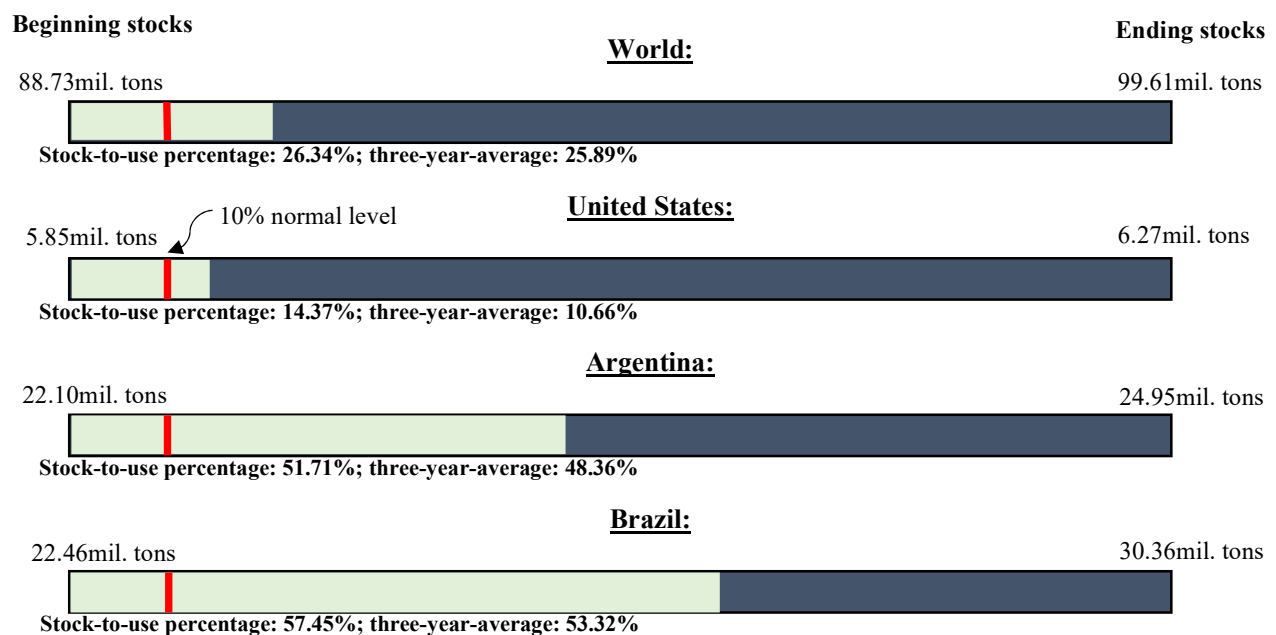 Beginning stocks
Ending stocks
World:
88.73mil. tons
99.61mil. tons
Stock-to-use percentage: 26.34%; three-year-average: 25.89%
United States:
10% normal level
5.85mil. tons
6.27mil. tons
Stock-to-use percentage: 14.37%; three-year-average: 10.66%
Argentina:
22.10mil. tons
24.95mil. tons
Stock-to-use percentage: 51.71%; three-year-average: 48.36%
Brazil:
22.46mil. tons
30.36mil. tons
Stock-to-use percentage: 57.45%; three-year-average: 53.32%